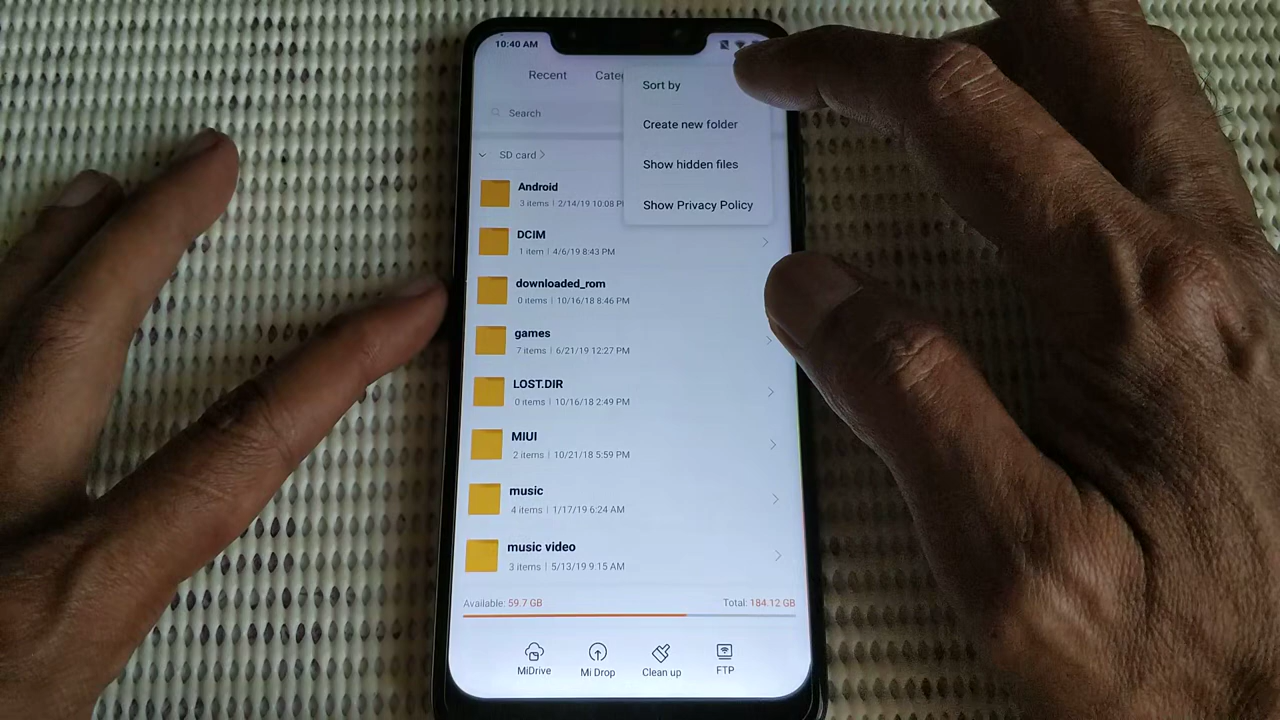 10:40 AM
Recent
Sort by
Search
Create new folder
SD card
Show hidden files
Android
3 items | 2/14/19 10:08
Show Privacy Policy
DCIM
1 item | 4/6/19 8:43 PM
downloaded_rom
0 items | 10/16/18 8:46 PM
games
7 items | 6/21/19 12:27 PM
LOST.DIR
0 items | 10/16/18 2:49 PM
MIUI
2 items | 10/21/18 5:59 PM
music
4 items | 1/17/19 6:24 AM
music video
3 items | 5/13/19 9:15 AM
Available: 59.7 GB Total: 184.12 GB
MiDrive Mi Drop Clean up FTP